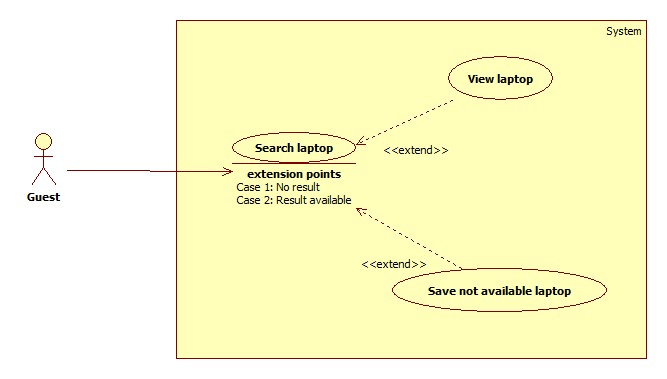 System
View laptop
Search laptop
<<extend>>
extension points
Case 1: No result
Case 2: Result available
Guest
<<extend>>
Save not available laptop